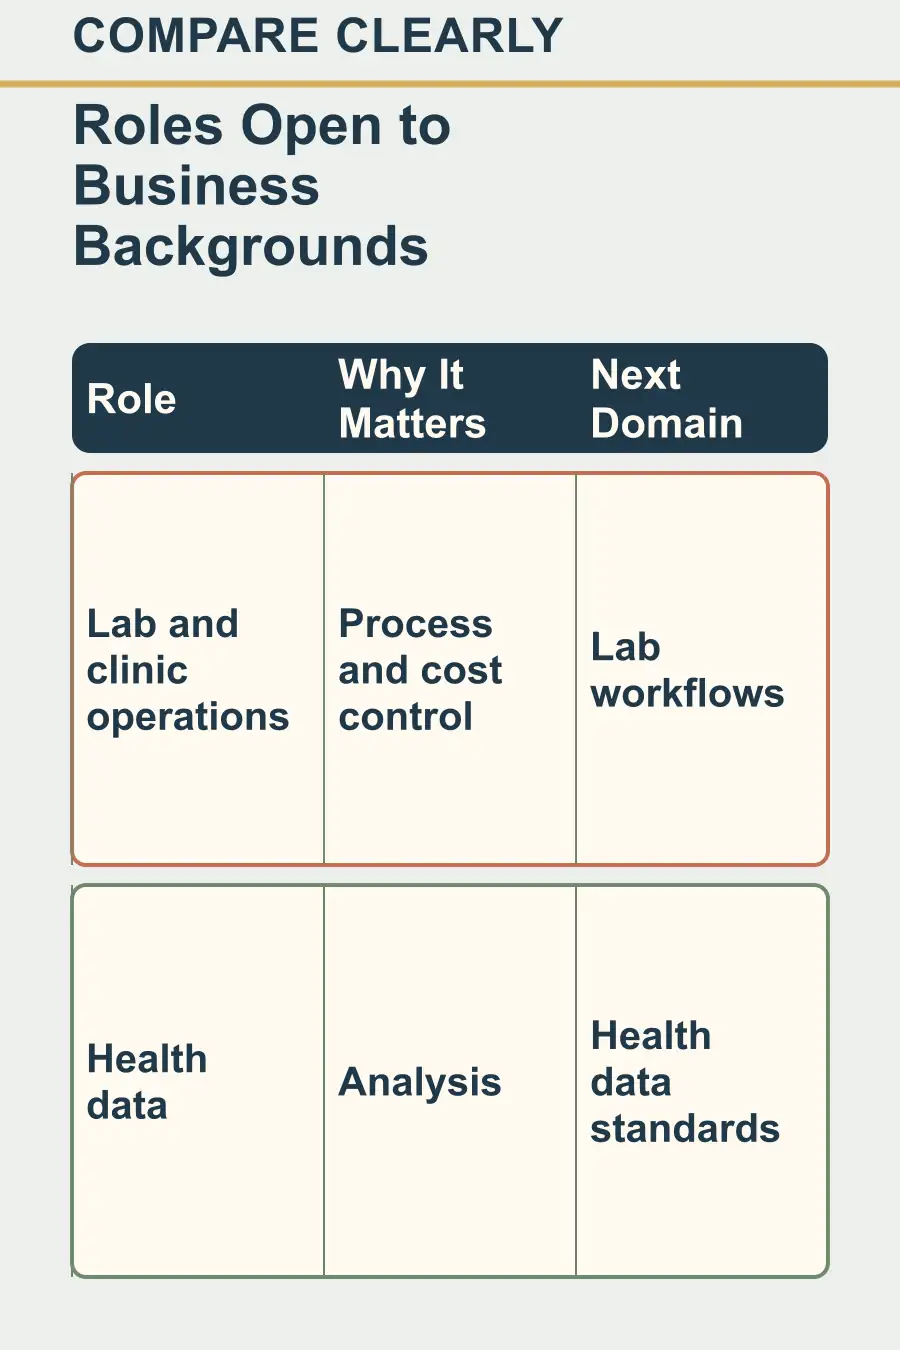 COMPARE CLEARLY
Roles Open to
Business
Backgrounds
Role
Why It
Matters
Next
Domain
Lab and
clinic
operations
Process
and cost
control
Lab
workflows
Health
data
Analysis
Health
data
standards